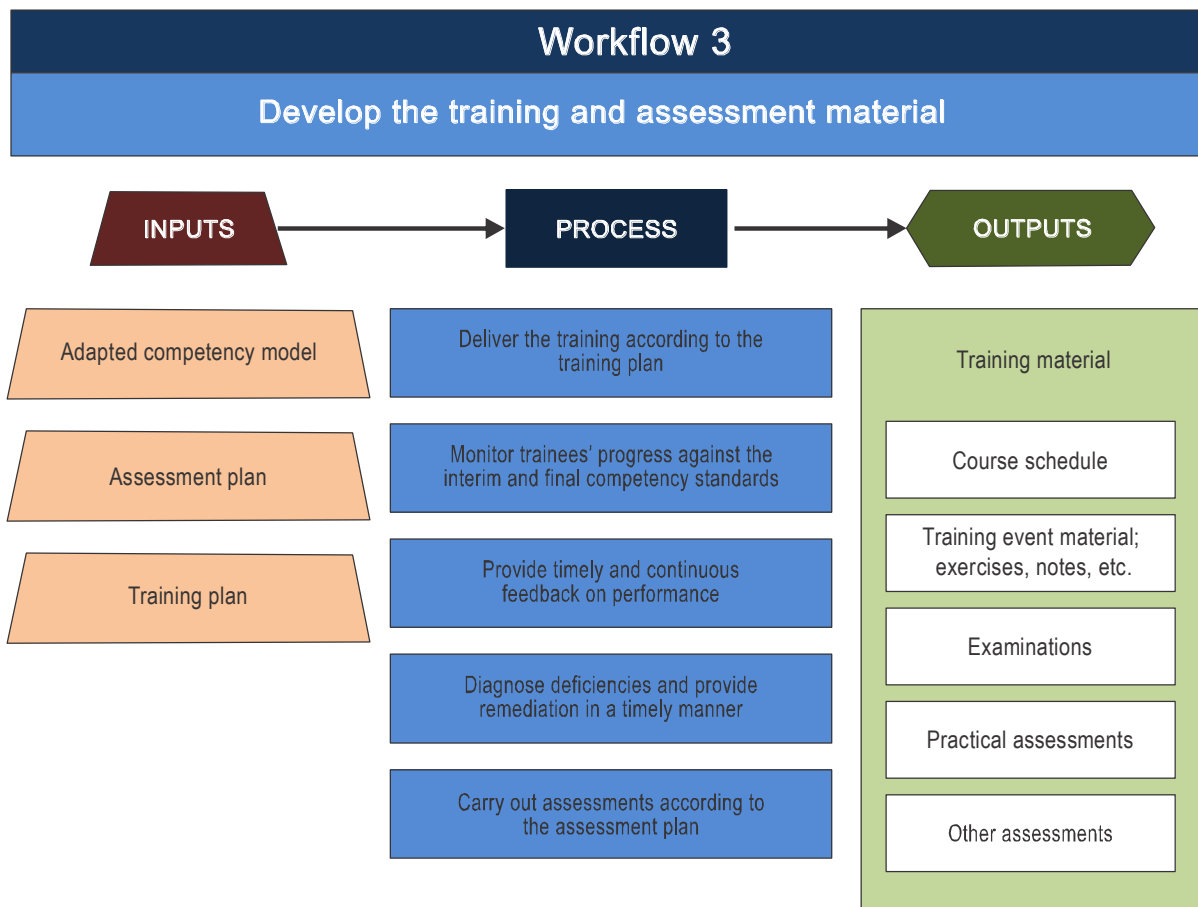 Workflow 3
Develop the training and assessment material
INPUTS
PROCESS
OUTPUTS
Adapted competency model
Assessment plan
Training plan
Deliver the training according to the
training plan
Monitor trainees' progress against the
interim and final competency standards
Provide timely and continuous
feedback on performance
Diagnose deficiencies and provide
remediation in a timely manner
Carry out assessments according to
the assessment plan
Training material
Course schedule
Training event material;
exercises, notes, etc.
Examinations
Practical assessments
Other assessments